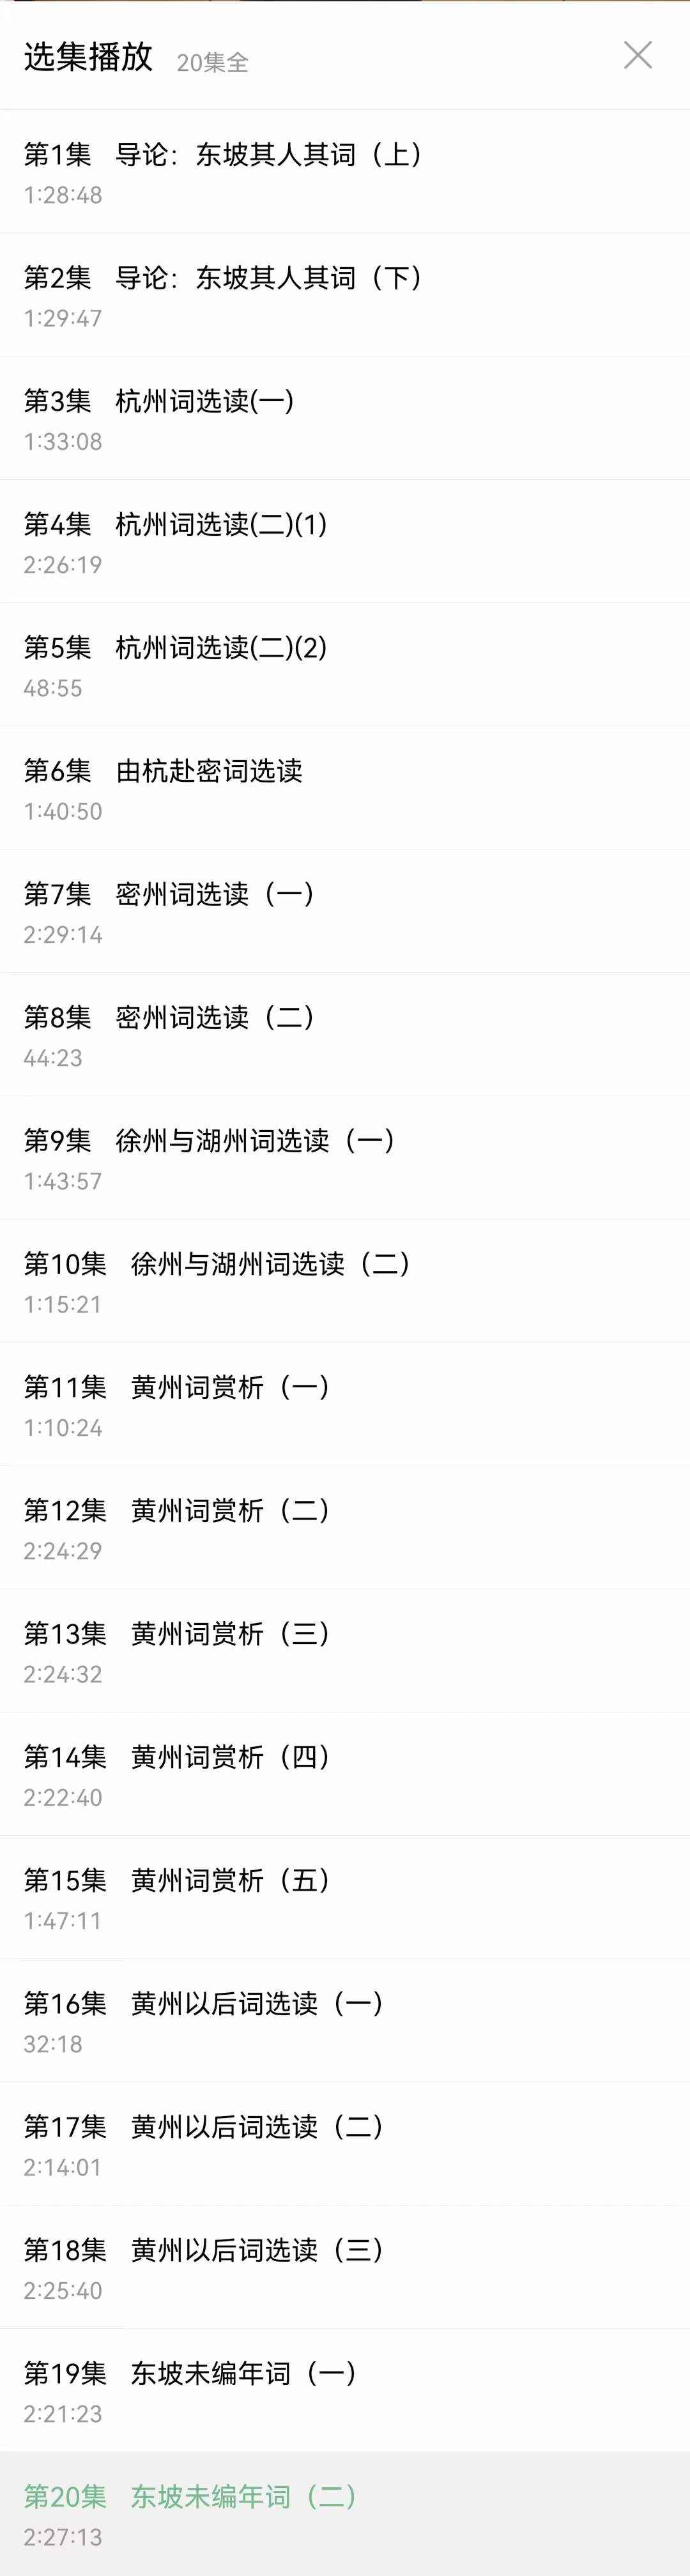 选集播放 20集全
第1集 导论：东坡其人其词（上）
1:28:48
第2集 导论：东坡其人其词（下）
1:29:47
第3集 杭州词选读(一)
1:33:08
第4集 杭州词选读(二)(1)
2:26:19
第5集 杭州词选读(二)(2)
48:55
第6集 由杭赴密词选读
1:40:50
第7集 密州词选读（一）
2:29:14
第8集 密州词选读（二）
44:23
第9集 徐州与湖州词选读（一）
1:43:57
第10集 徐州与湖州词选读（二）
1:15:21
第11集 黄州词赏析（一）
1:10:24
第12集 黄州词赏析（二）
2:24:29
第13集 黄州词赏析（三）
2:24:32
第14集 黄州词赏析（四）
2:22:40
第15集 黄州词赏析（五）
1:47:11
第16集 黄州以后词选读（一）
32:18
第17集 黄州以后词选读（二）
2:14:01
第18集 黄州以后词选读（三）
2:25:40
第19集 东坡未编年词（一）
2:21:23
第20集 东坡未编年词（二）
2:27:13